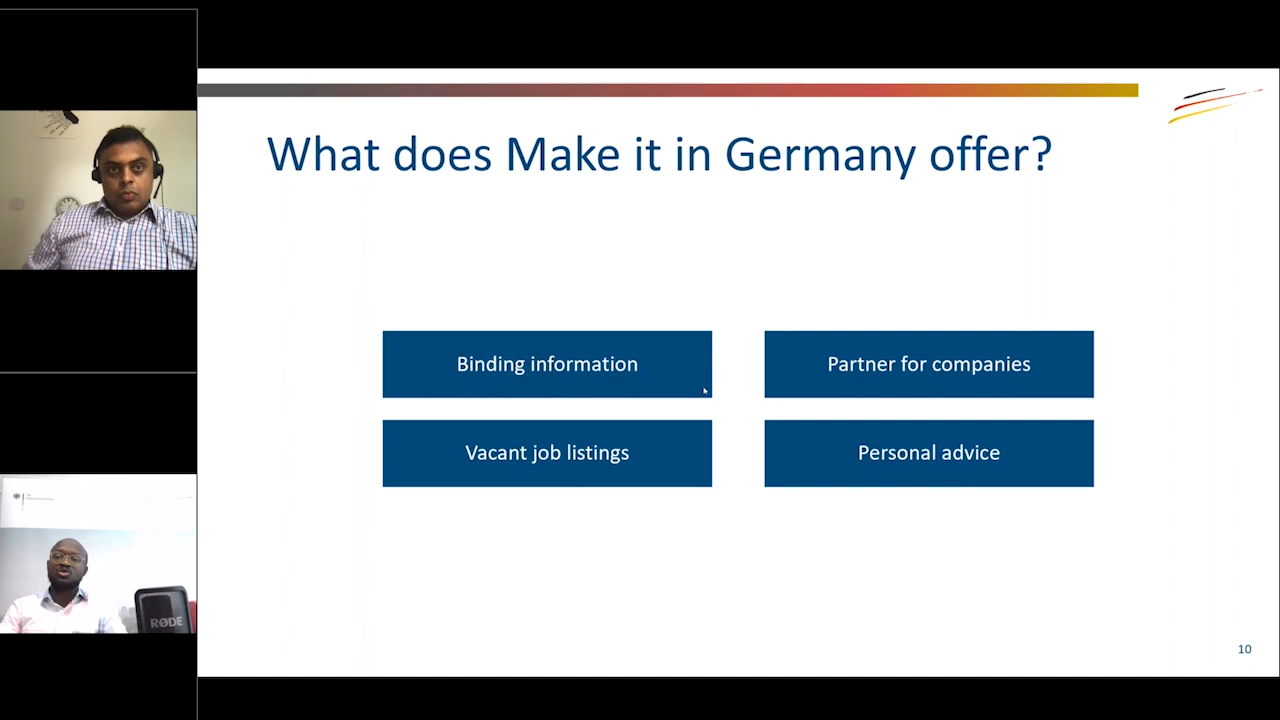 What does Make it in Germany offer?
Binding information
Partner for companies
Vacant job listings
Personal advice
RØDE
10